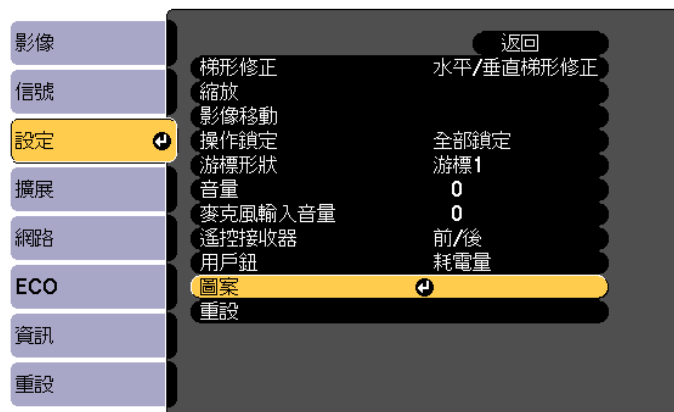 影像
信號
設定
擴展
網路
ECO
資訊
重設
返回
梯形修正 水平/垂直梯形修正
縮放
影像移動
操作鎖定 全部鎖定
游標形狀 游標1
音量 0
麥克風輸入音量 0
遙控接收器 前/後
用戶鈕 耗電量
圖案
重設